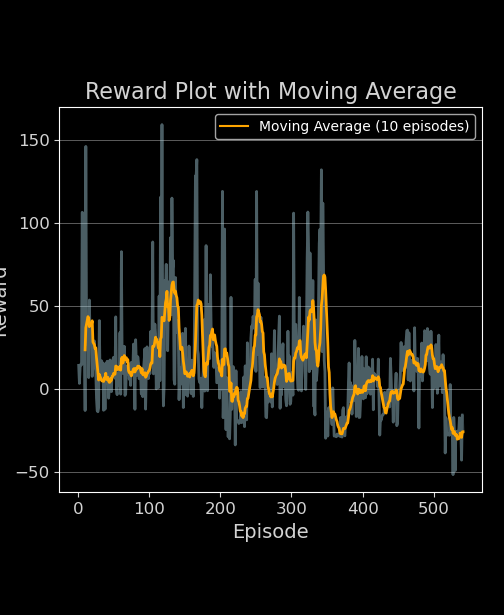 Reward Plot with Moving Average
Moving Average (10 episodes)
150
100
50
0
−50
Reward
0 100 200 300 400 500
Episode